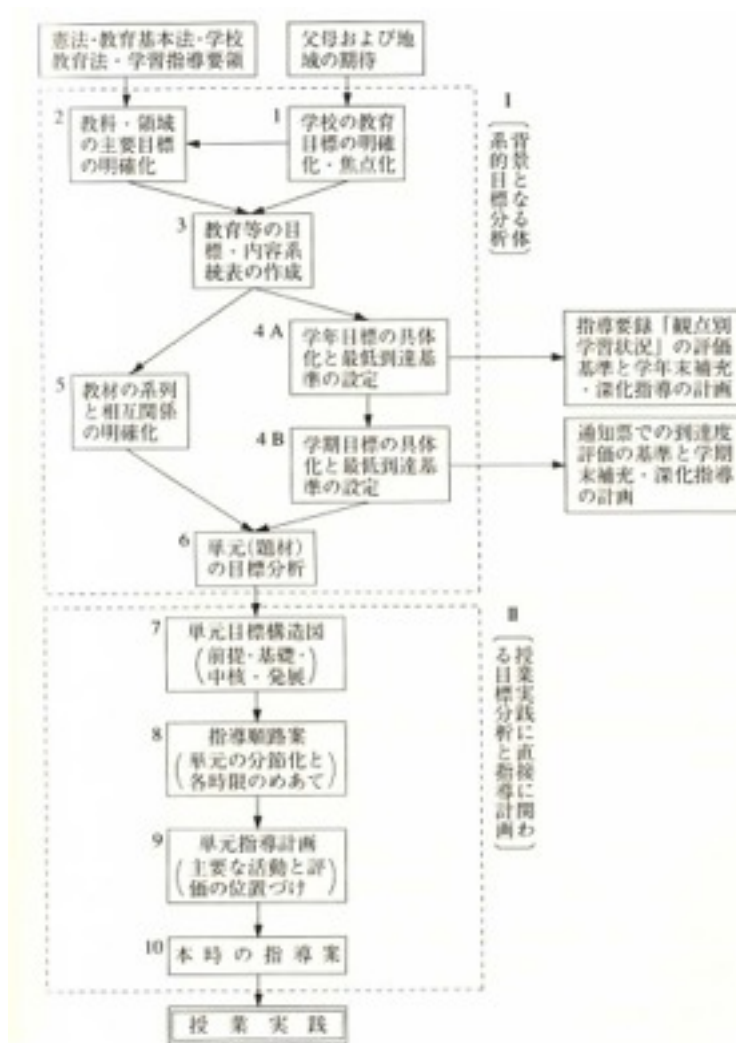 憲法・教育基本法・学校
教育法・学習指導要領
父母および地
域の期待
2
教科・領域
の主要目標
の明確化
1
学校の教育
目標の明確
化・焦点化
I
背景となる体
系的目標分析
3
教育等の目
標・内容系
統表の作成
4 A
学年目標の具体
化と最低到達基
準の設定
指導要録「観点別
学習状況」の評価
基準と学年末補充・
深化指導の計画
5
教材の系列
と相互関係
の明確化
4 B
学期目標の具体
化と最低到達基
準の設定
通知票での到達度
評価の基準と学期
末補充・深化指導
の計画
6
単元(題材)
の目標分析
II
授業実践に直接に関わ
る目標分析と指導計画
7
単元目標構造図
(前提・基礎・
中核・発展)
8
指導順路案
(単元の分節化と
各時限のめあて)
9
単元指導計画
(主要な活動と評
価の位置づけ)
10
本時の指導案
授業実践